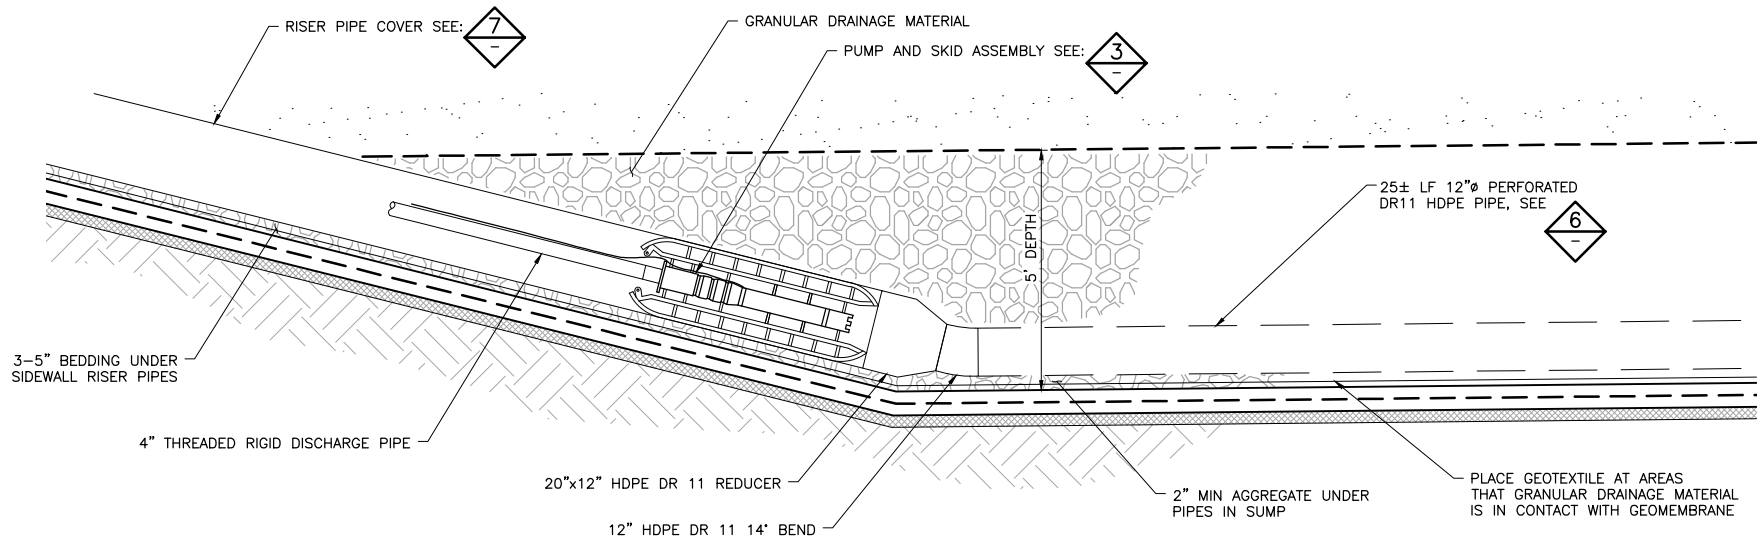 RISER PIPE COVER SEE:
7
-
GRANULAR DRAINAGE MATERIAL
PUMP AND SKID ASSEMBLY SEE:
3
-
25± LF 12"ø PERFORATED
DR11 HDPE PIPE, SEE
6
-
5' DEPTH
3-5" BEDDING UNDER
SIDEWALL RISER PIPES
4" THREADED RIGID DISCHARGE PIPE
20"x12" HDPE DR 11 REDUCER
12" HDPE DR 11 14° BEND
2" MIN AGGREGATE UNDER
PIPES IN SUMP
PLACE GEOTEXTILE AT AREAS
THAT GRANULAR DRAINAGE MATERIAL
IS IN CONTACT WITH GEOMEMBRANE